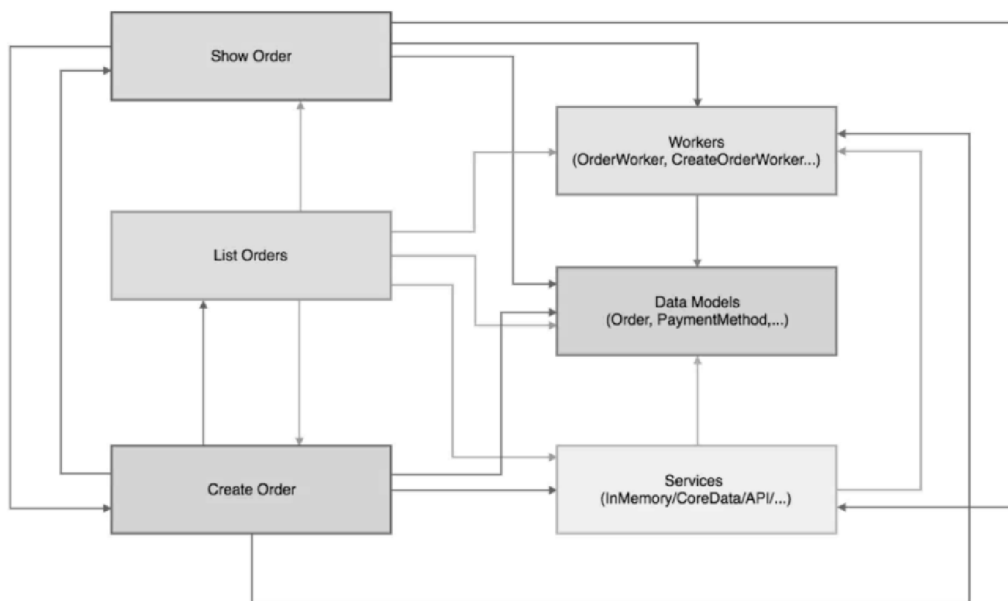 Show Order
Workers
(OrderWorker, CreateOrderWorker...)
List Orders
Data Models
(Order, PaymentMethod,...)
Create Order
Services
(InMemory/CoreData/API/...)